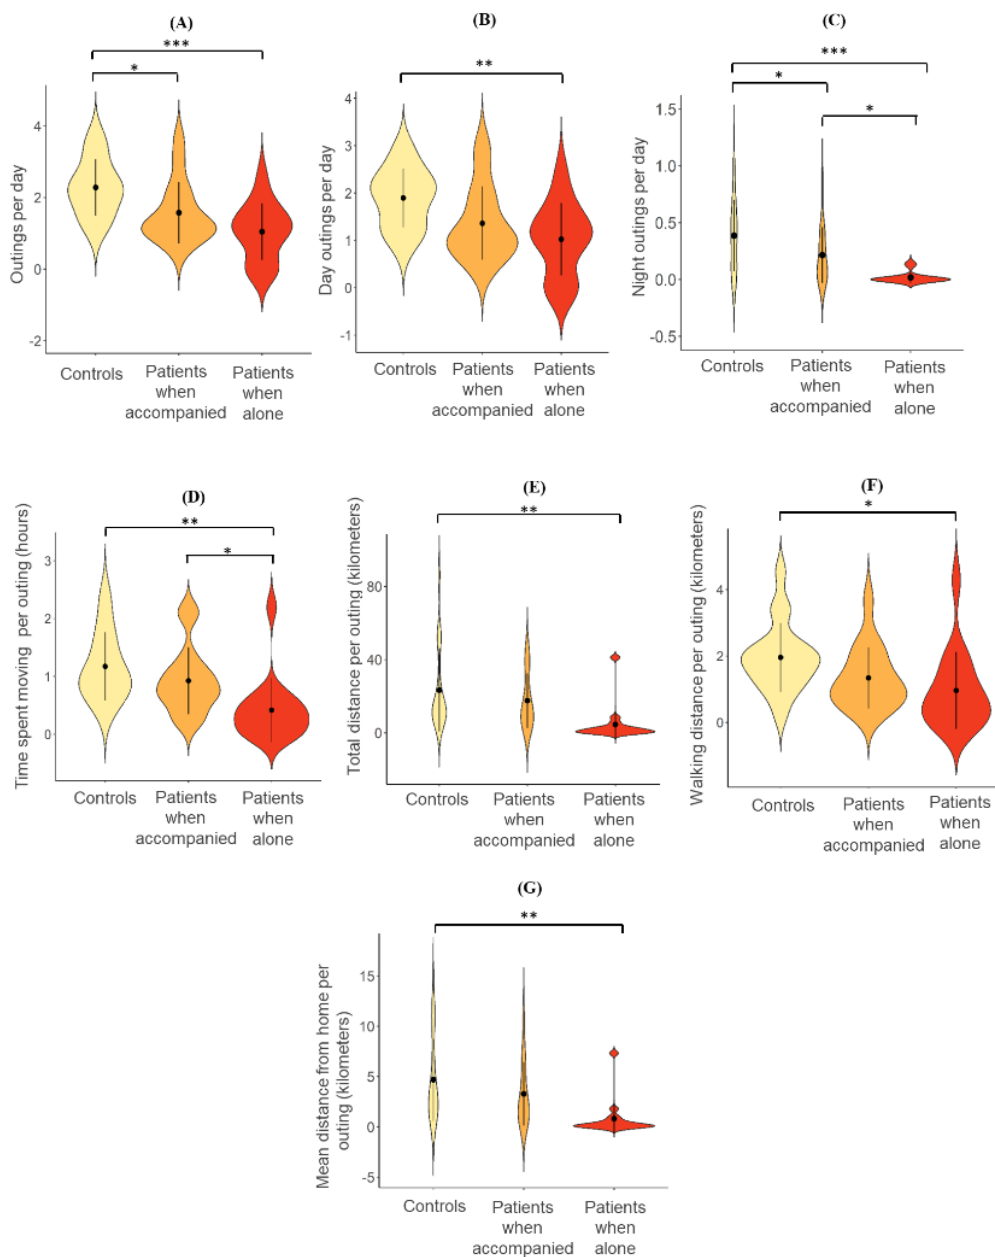 (A)
***
*
Outings per day
4
2
0
-2
Controls
Patients
when
accompanied
Patients
when
alone
(B)
**
Day outings per day
4
3
2
1
0
-1
Controls
Patients
when
accompanied
Patients
when
alone
(C)
***
*
*
Night outings per day
1.5
1.0
0.5
0.0
-0.5
Controls
Patients
when
accompanied
Patients
when
alone
(D)
**
*
Time spent moving per outing (hours)
3
2
1
0
Controls
Patients
when
accompanied
Patients
when
alone
(E)
**
Total distance per outing (kilometers)
80
40
0
Controls
Patients
when
accompanied
Patients
when
alone
(F)
*
Walking distance per outing (kilometers)
4
2
0
Controls
Patients
when
accompanied
Patients
when
alone
(G)
**
Mean distance from home per
outing (kilometers)
15
10
5
0
-5
Controls
Patients
when
accompanied
Patients
when
alone